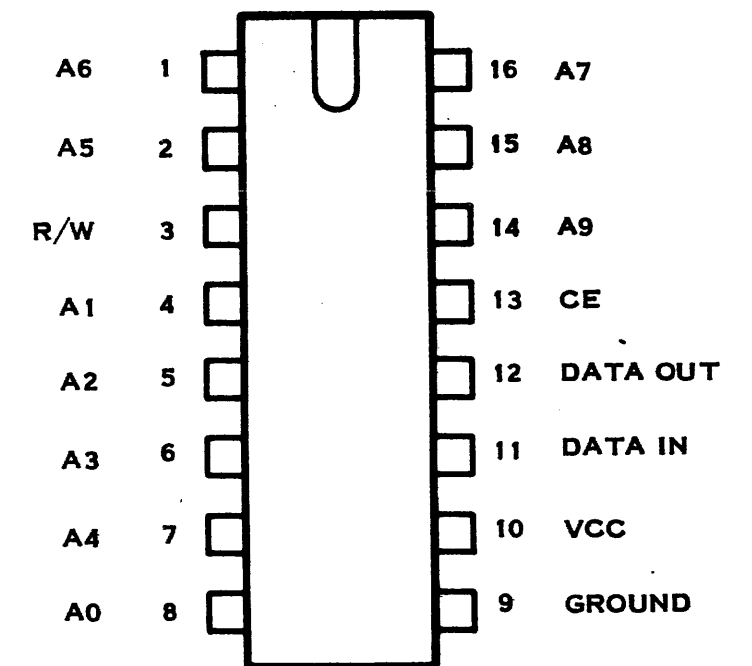 A6 1 16 A7
A5 2 15 A8
R/W 3 14 A9
A1 4 13 CE
A2 5 12 DATA OUT
A3 6 11 DATA IN
A4 7 10 VCC
A0 8 9 GROUND